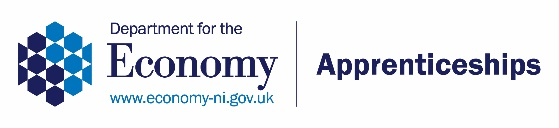 Department for the
Economy
www.economy-ni.gov.uk
Apprenticeships